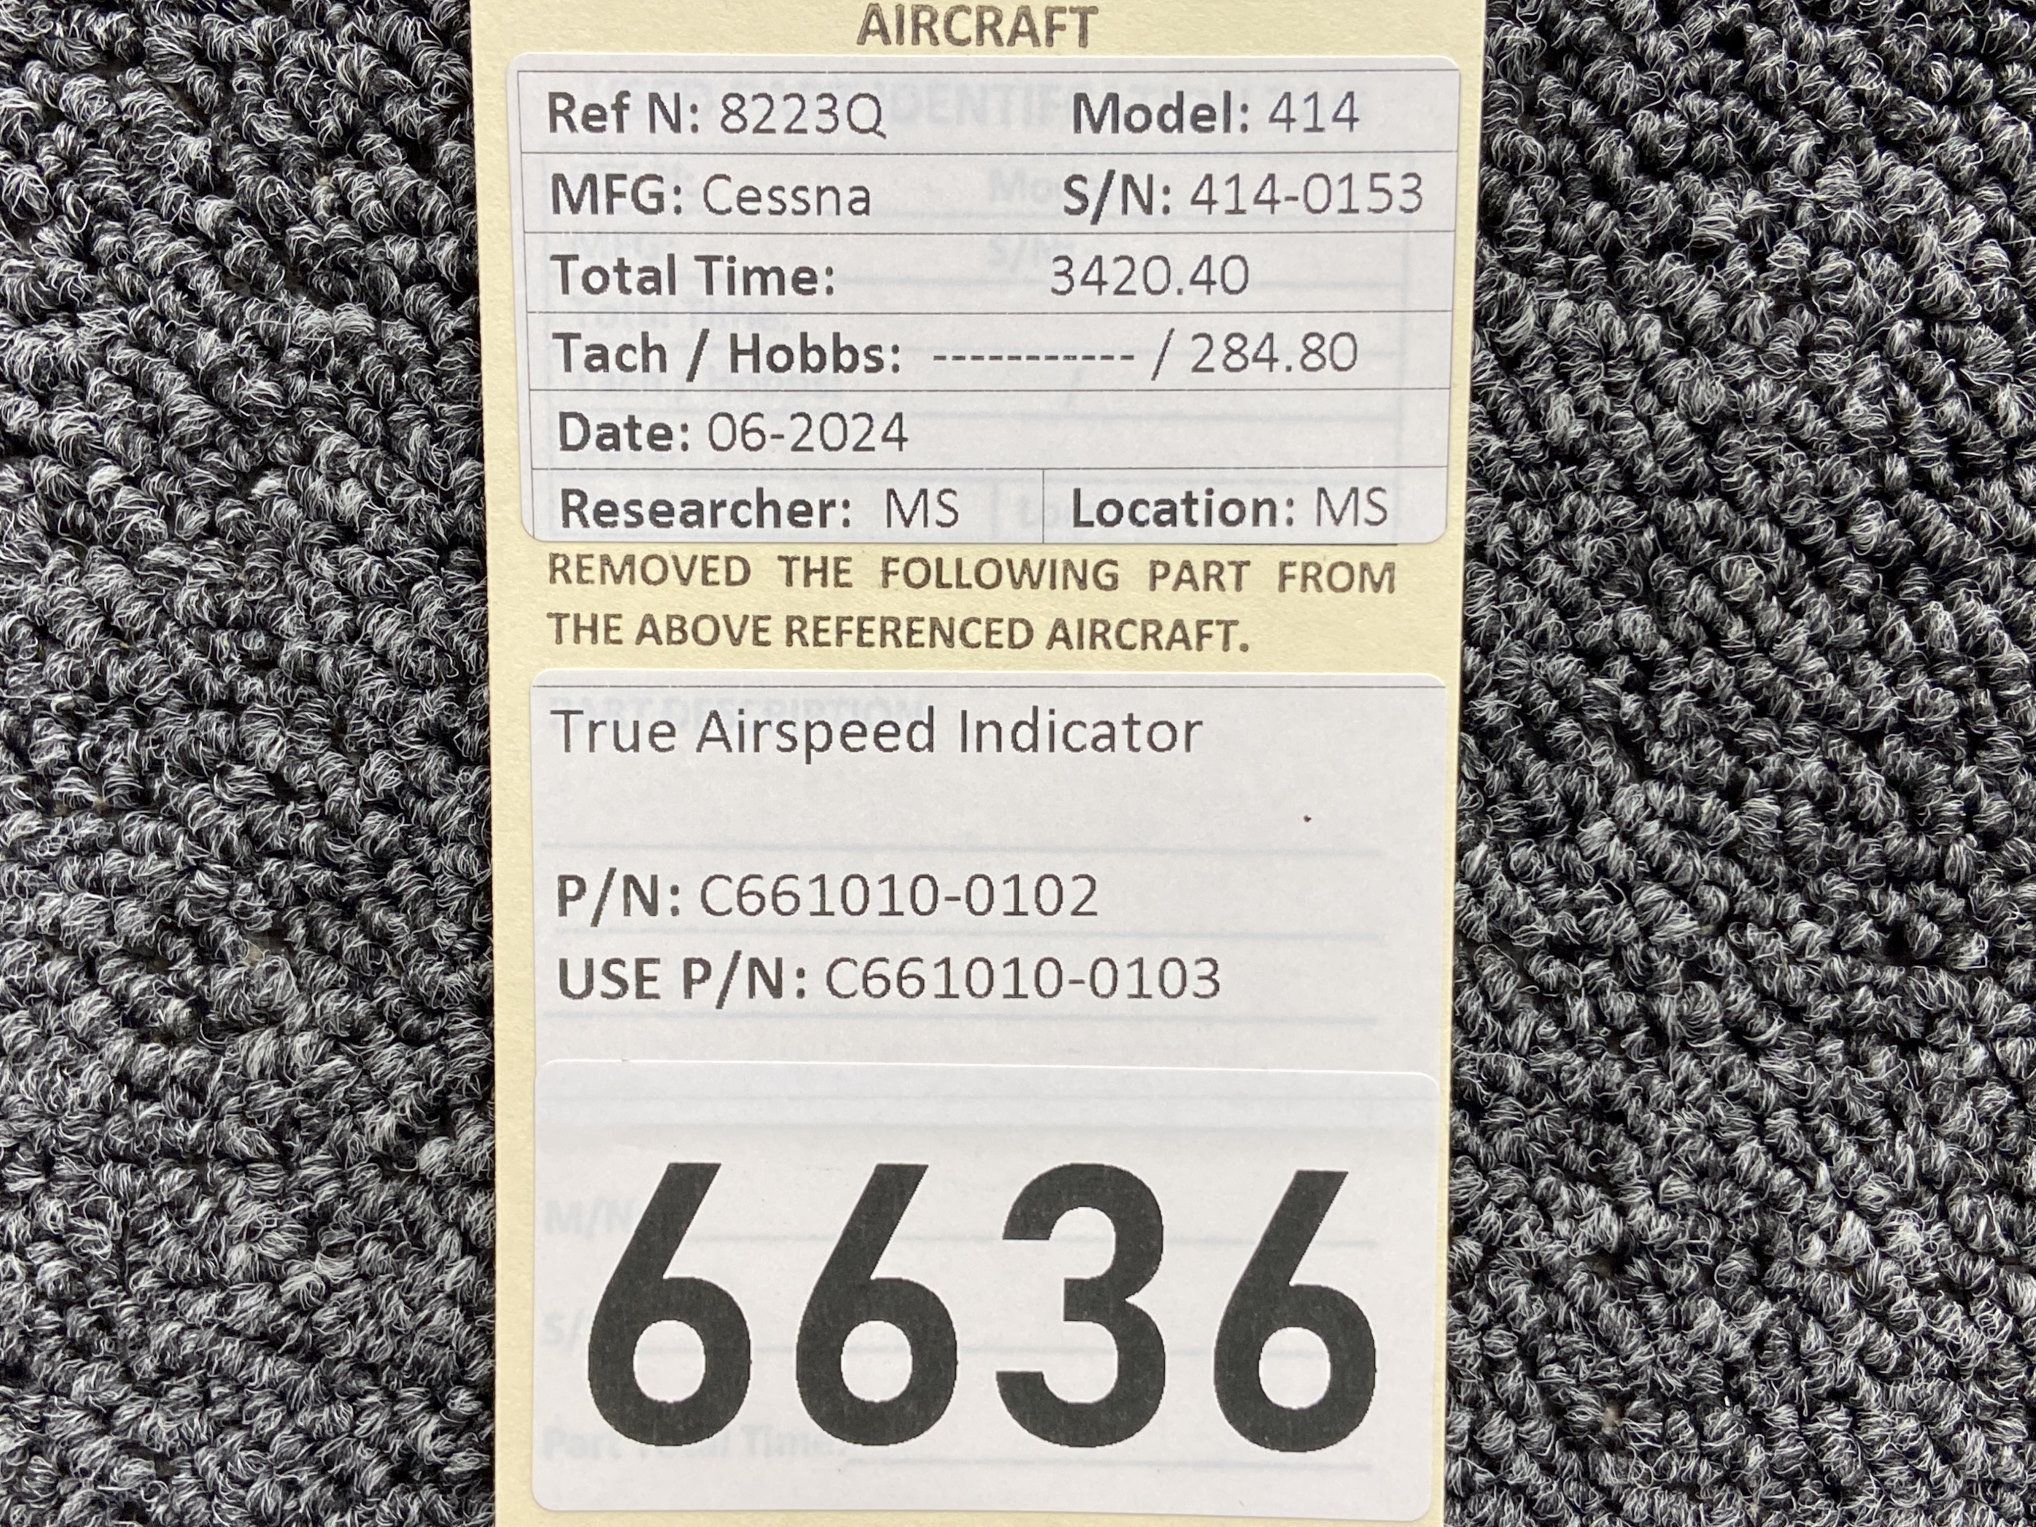 AIRCRAFT
Ref N: 8223Q Model: 414
MFG: Cessna S/N: 414-0153
Total Time: 3420.40
Tach / Hobbs: ----------- / 284.80
Date: 06-2024
Researcher: MS Location: MS
REMOVED THE FOLLOWING PART FROM
THE ABOVE REFERENCED AIRCRAFT.
True Airspeed Indicator
P/N: C661010-0102
USE P/N: C661010-0103
6636